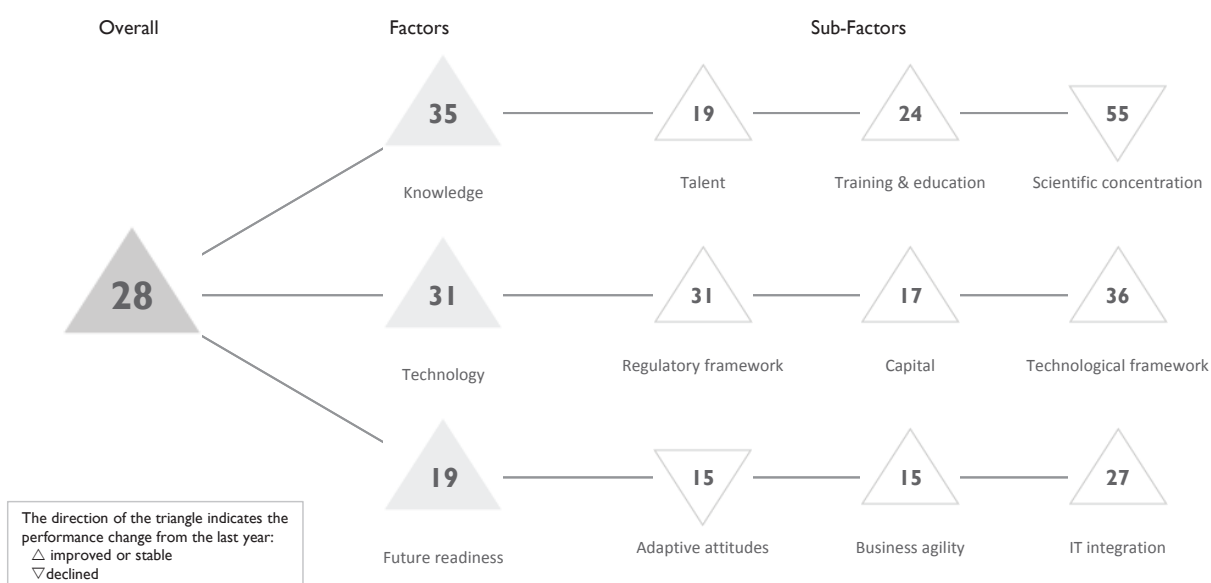 Overall Factors Sub-Factors
35 19 24 55
Knowledge Talent Training & education Scientific concentration
28 31 31 17 36
Technology Regulatory framework Capital Technological framework
19 15 15 27
Future readiness Adaptive attitudes Business agility IT integration
The direction of the triangle indicates the
performance change from the last year:
△ improved or stable
▽ declined